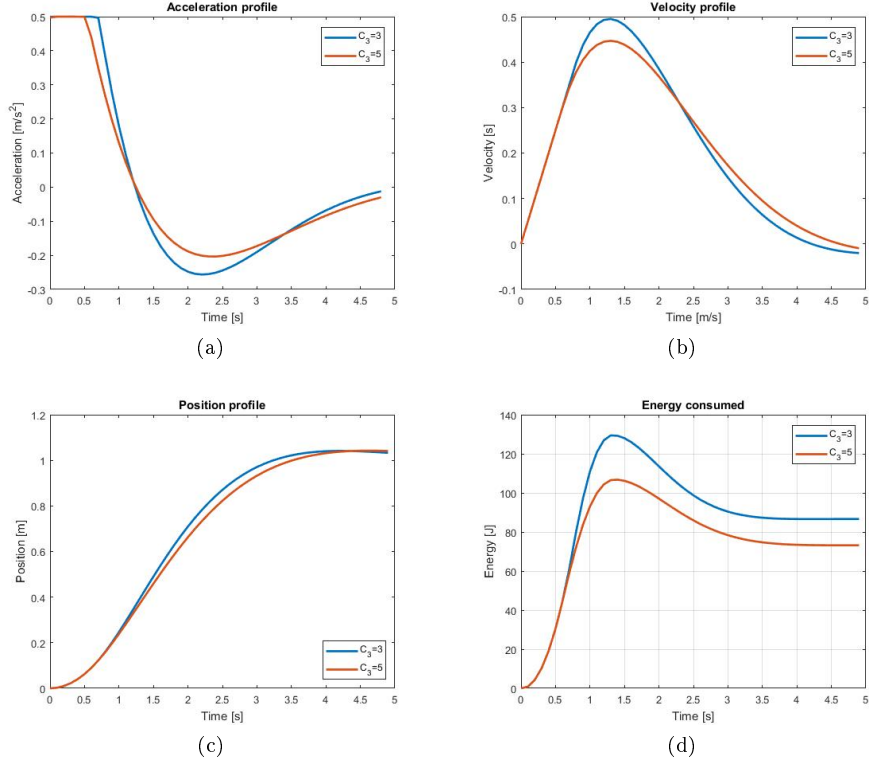 Acceleration profile
0.5
0.4
0.3
0.2
0.1
0
-0.1
-0.2
-0.3
Acceleration [m/s²]
C₃=3
C₃=5
0 0.5 1 1.5 2 2.5 3 3.5 4 4.5 5
Time [s]
(a)
Velocity profile
0.5
0.4
0.3
0.2
0.1
0
-0.1
Velocity [s]
C₃=3
C₃=5
0 0.5 1 1.5 2 2.5 3 3.5 4 4.5 5
Time [m/s]
(b)
Position profile
1.2
1
0.8
0.6
0.4
0.2
0
Position [m]
C₃=3
C₃=5
0 0.5 1 1.5 2 2.5 3 3.5 4 4.5 5
Time [s]
(c)
Energy consumed
140
120
100
80
60
40
20
0
Energy [J]
C₃=3
C₃=5
0 0.5 1 1.5 2 2.5 3 3.5 4 4.5 5
Time [s]
(d)